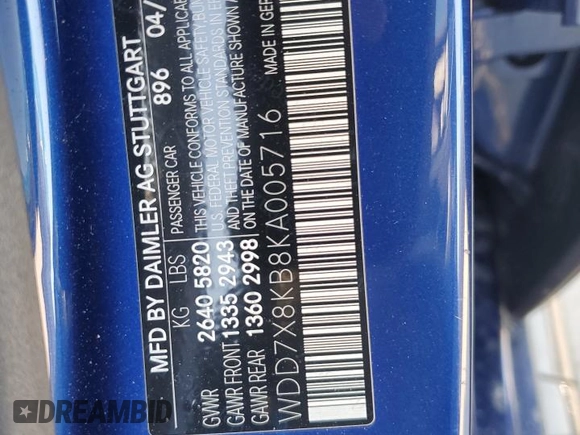 MFD BY DAIMLER AG STUTTGART
896 04/
KG LBS PASSENGER CAR
GVWR 2640 5820
GAWR FRONT 1335 2943
GAWR REAR 1360 2998
THIS VEHICLE CONFORMS TO ALL APPLICABLE
U.S. FEDERAL MOTOR VEHICLE SAFETY,
AND THEFT PREVENTION STANDARDS IN
ON THE DATE OF MANUFACTURE SHOWN
MADE IN GER
WDD7X8KB8KA005716
DREAMBID